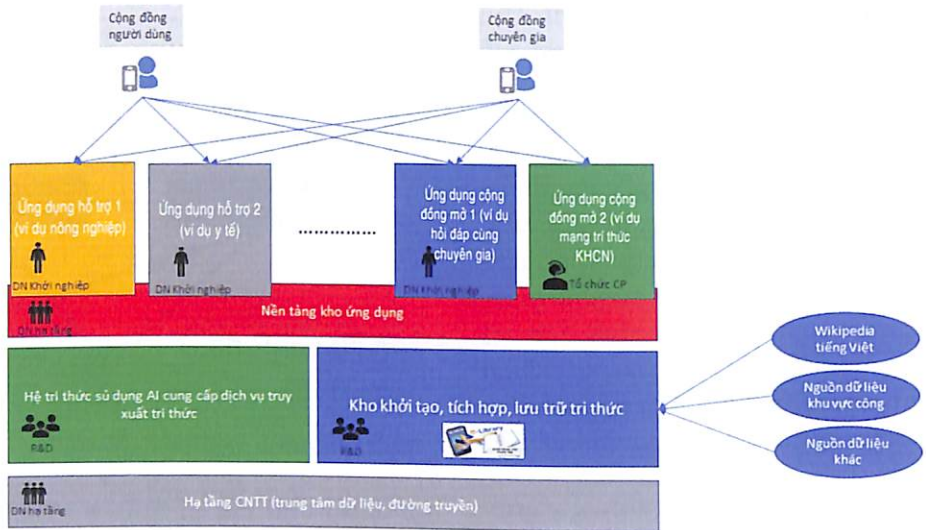 Cộng đồng
người dùng
Cộng đồng
chuyên gia
Ứng dụng hỗ trợ 1
(ví dụ nông nghiệp)
DN Khởi nghiệp
Ứng dụng hỗ trợ 2
(ví dụ y tế)
DN Khởi nghiệp
....................
Ứng dụng cộng
đồng mở 1 (ví dụ
hỏi đáp cùng
chuyên gia)
DN Khởi nghiệp
Ứng dụng cộng
đồng mở 2 (ví dụ
mạng trí thức
KHCN)
Tổ chức CP
Nền tảng kho ứng dụng
DN hạ tầng
Hệ tri thức sử dụng AI cung cấp dịch vụ truy
xuất tri thức
R&D
Kho khởi tạo, tích hợp, lưu trữ tri thức
R&D
Wikipedia
tiếng Việt
Nguồn dữ liệu
khu vực công
Nguồn dữ liệu
khác
Hạ tầng CNTT (trung tâm dữ liệu, đường truyền)
DN hạ tầng